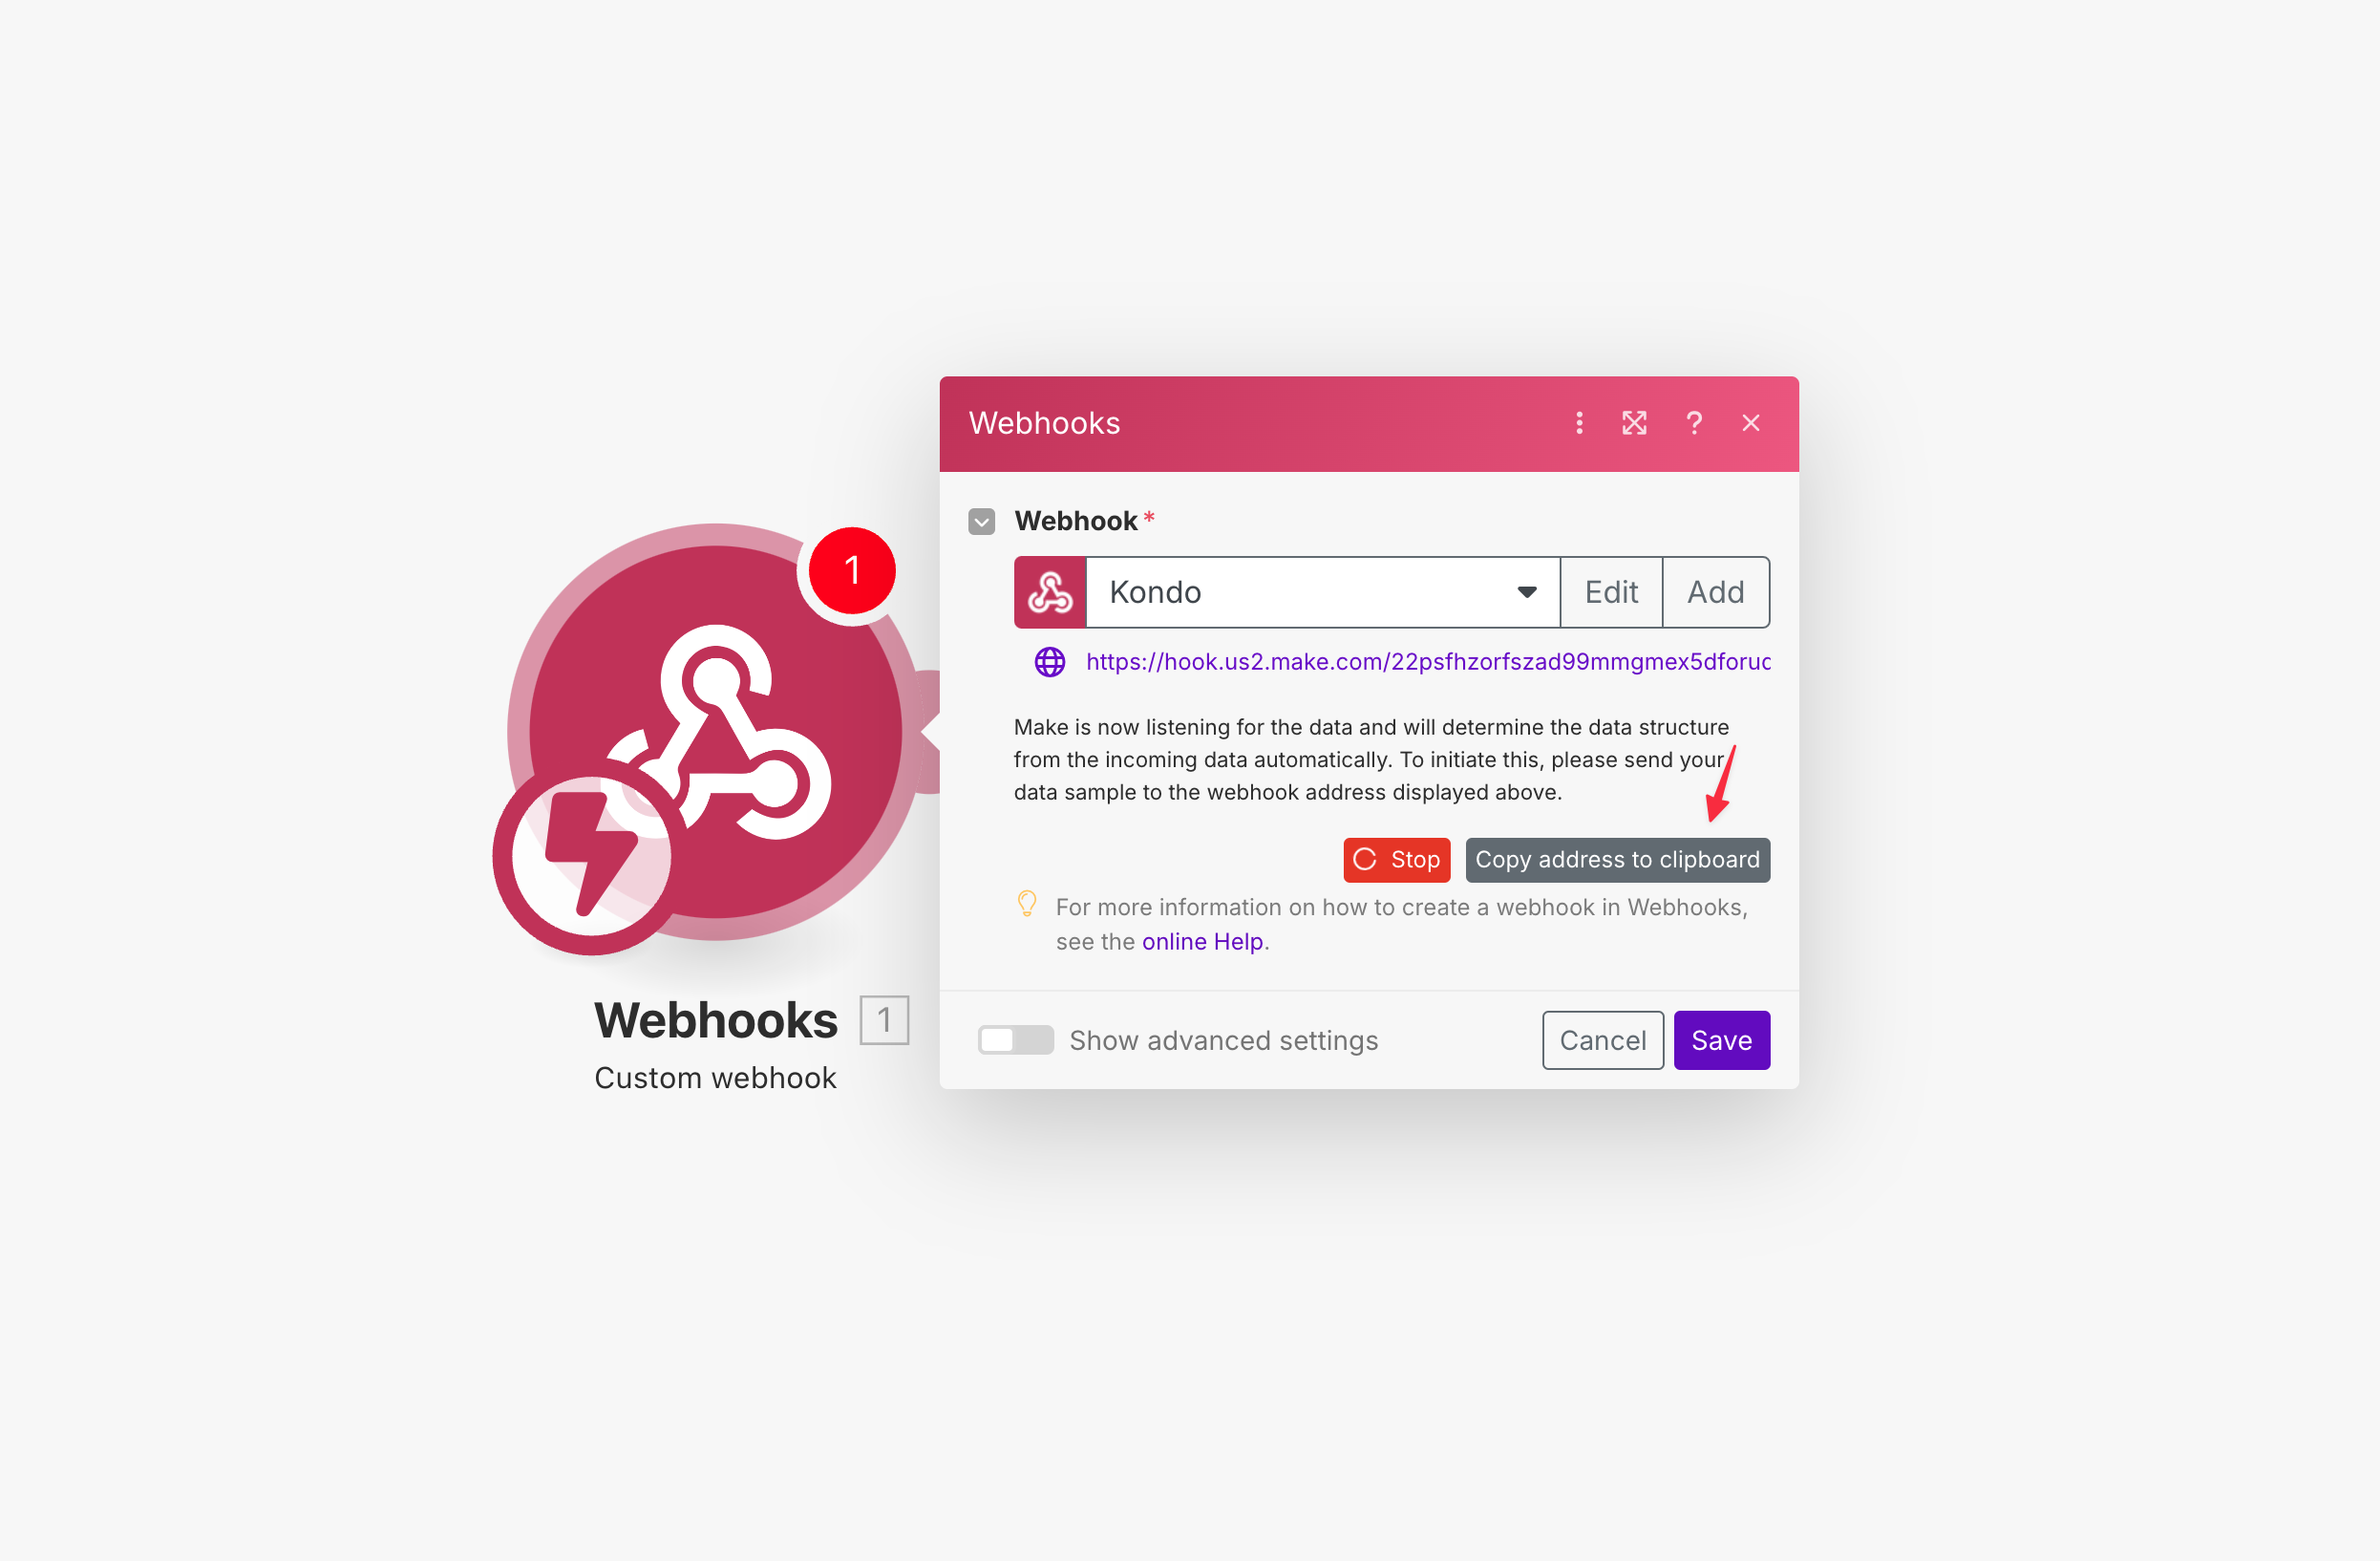 Webhooks
?
Webhook *
Kondo
Edit
Add
https://hook.us2.make.com/22psfhzorfszad99mmgmex5dforuc
Make is now listening for the data and will determine the data structure
from the incoming data automatically. To initiate this, please send your
data sample to the webhook address displayed above.
Stop
Copy address to clipboard
For more information on how to create a webhook in Webhooks,
see the online Help.
Show advanced settings
Cancel
Save
1
Webhooks
1
Custom webhook